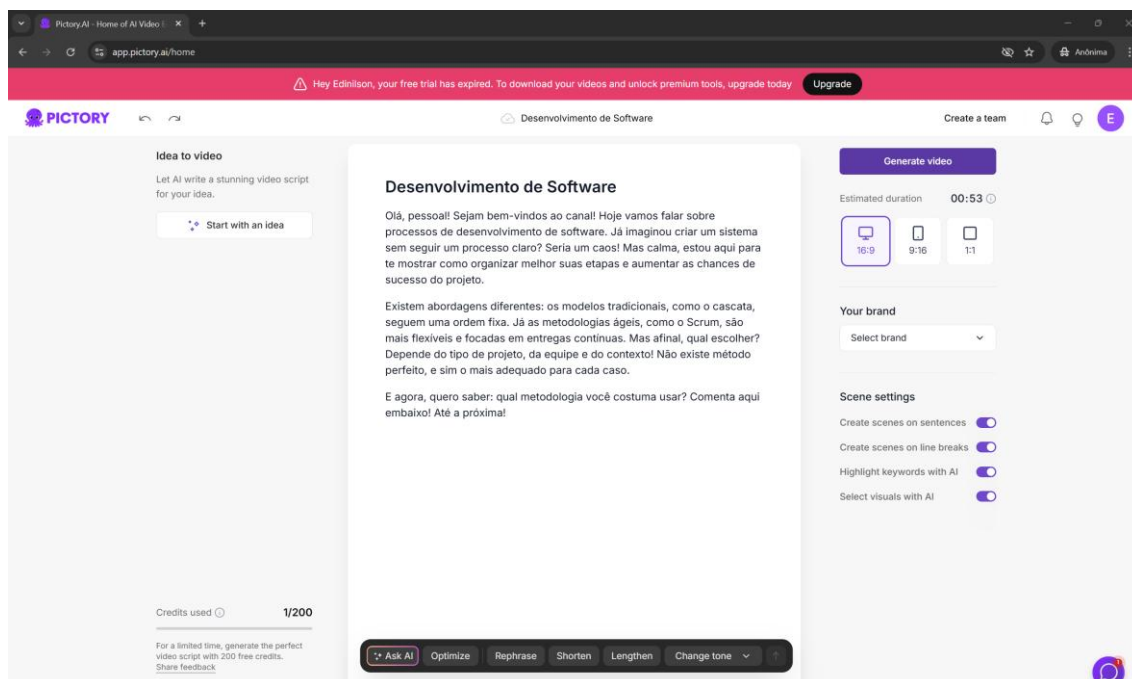 Pictory.AI - Home of AI Video
app.pictory.ai/home
Anônima
Hey Edinilson, your free trial has expired. To download your videos and unlock premium tools, upgrade today
Upgrade
PICTORY
Desenvolvimento de Software
Create a team
E
Idea to video
Let AI write a stunning video script
for your idea.
Start with an idea
Desenvolvimento de Software
Olá, pessoal! Sejam bem-vindos ao canal! Hoje vamos falar sobre
processos de desenvolvimento de software. Já imaginou criar um sistema
sem seguir um processo claro? Seria um caos! Mas calma, estou aqui para
te mostrar como organizar melhor suas etapas e aumentar as chances de
sucesso do projeto.
Existem abordagens diferentes: os modelos tradicionais, como o cascata,
seguem uma ordem fixa. Já as metodologias ágeis, como o Scrum, são
mais flexíveis e focadas em entregas contínuas. Mas afinal, qual escolher?
Depende do tipo de projeto, da equipe e do contexto! Não existe método
perfeito, e sim o mais adequado para cada caso.
E agora, quero saber: qual metodologia você costuma usar? Comenta aqui
embaixo! Até a próxima!
Generate video
Estimated duration 00:53
16:9 9:16 1:1
Your brand
Select brand
Scene settings
Create scenes on sentences
Create scenes on line breaks
Highlight keywords with AI
Select visuals with AI
Credits used 1/200
For a limited time, generate the perfect
video script with 200 free credits.
Share feedback
Ask AI Optimize Rephrase Shorten Lengthen Change tone